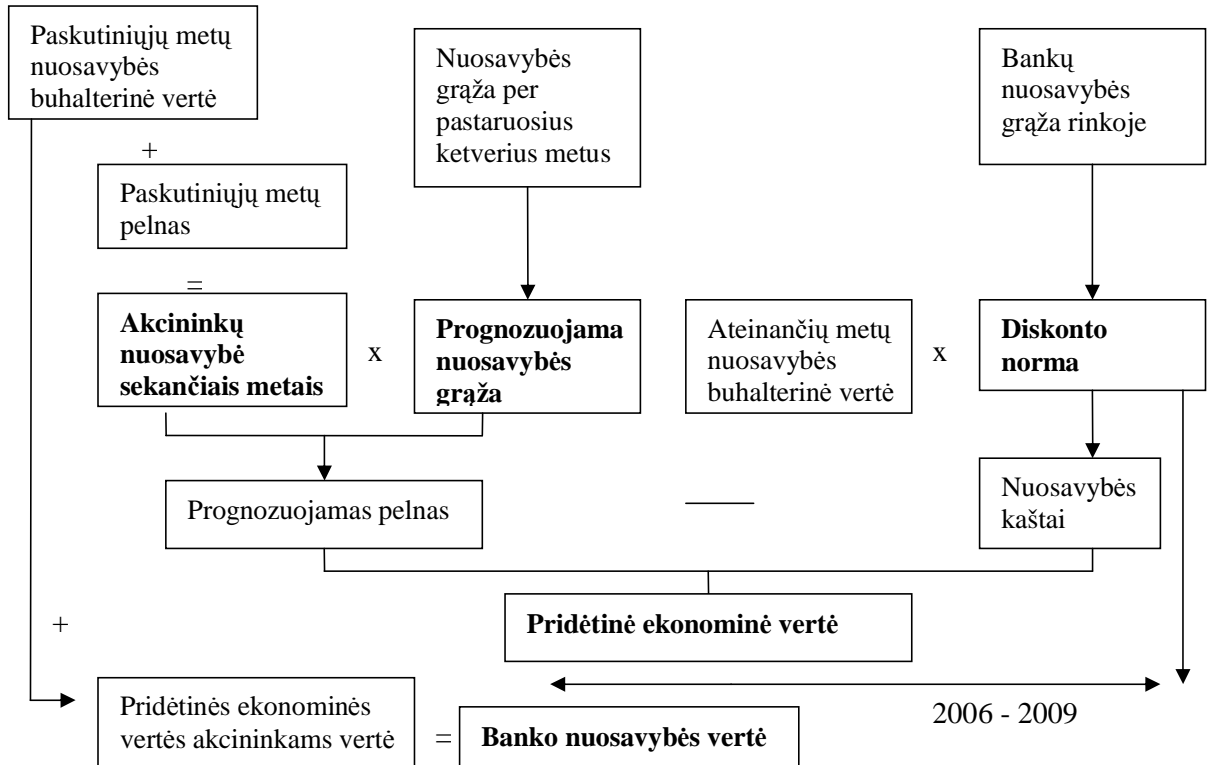 Paskutiniųjų metų
nuosavybės
buhalterinė vertė
Nuosavybės
grąža per
pastaruosius
ketverius metus
Bankų
nuosavybės
grąža rinkoje
+
Paskutiniųjų metų
pelnas
=
Akcininkų
nuosavybė
sekančiais metais
x
Prognozuojama
nuosavybės
grąža
Ateinančių metų
nuosavybės
buhalterinė vertė
x
Diskonto
norma
Prognozuojamas pelnas
Nuosavybės
kaštai
Pridėtinė ekonominė vertė
+
2006 - 2009
Pridėtinės ekonominės
vertės akcininkams vertė
=
Banko nuosavybės vertė